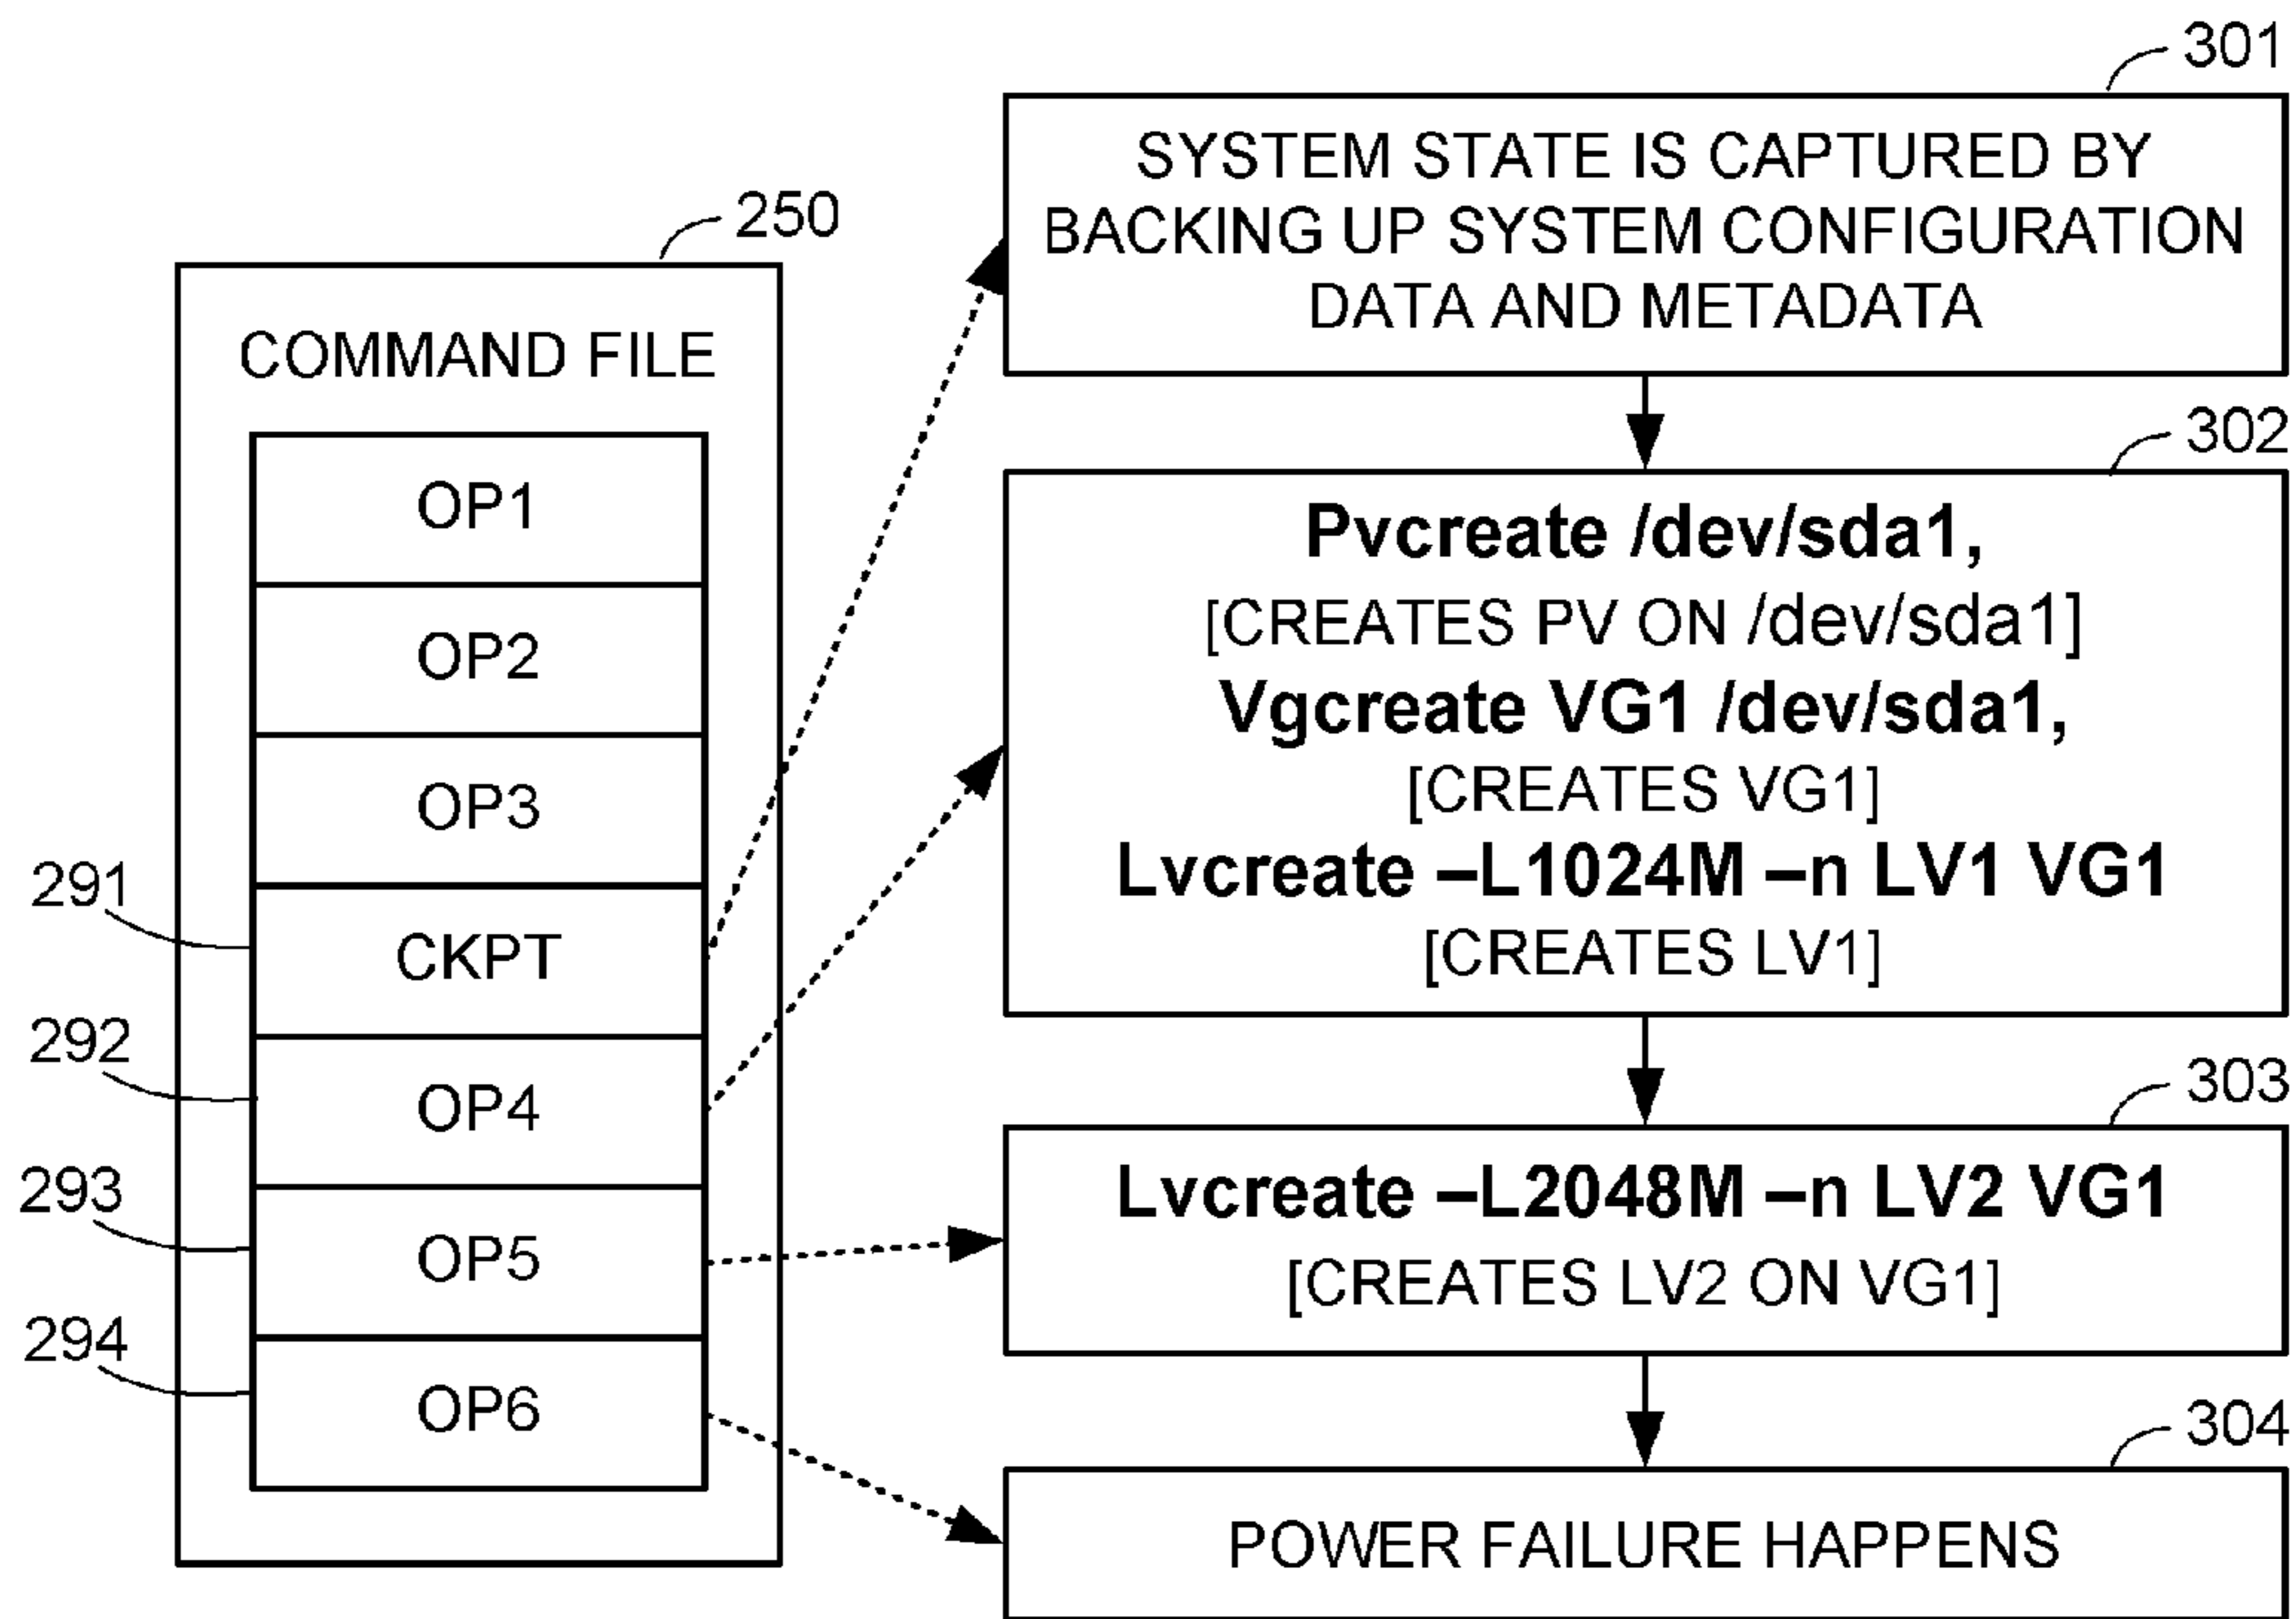 250
COMMAND FILE
OP1
OP2
OP3
291
CKPT
292
OP4
293
OP5
294
OP6
301
SYSTEM STATE IS CAPTURED BY
BACKING UP SYSTEM CONFIGURATION
DATA AND METADATA
302
Pvcreate /dev/sda1,
[CREATES PV ON /dev/sda1]
Vgcreate VG1 /dev/sda1,
[CREATES VG1]
Lvcreate –L1024M –n LV1 VG1
[CREATES LV1]
303
Lvcreate –L2048M –n LV2 VG1
[CREATES LV2 ON VG1]
304
POWER FAILURE HAPPENS